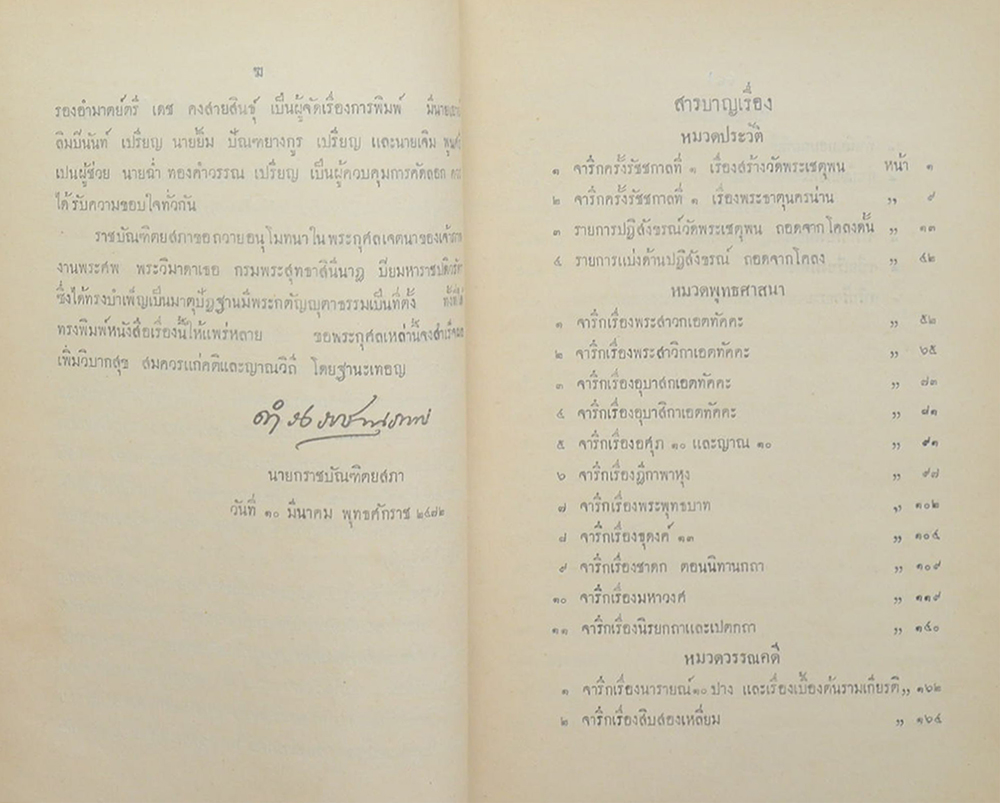 ฆ
รองอำมาตย์ตรี เดช คงสายสินธุ์ เป็นผู้จัดเรื่องการพิมพ์
ลิมปีนันท์ เปรียญ นายยิ้ม ปัณฑยางกูร เปรียญ และนายเจิม
เปนผู้ช่วย นายฉ่ำ ทองคำวรรณ เปรียญ เป็นผู้ควบคุมการคัดลอก
ได้รับความขอบใจทั่วกัน
ราชบัณฑิตยสภาขอถวายอนุโมทนาในพระกุศลเจตนาของเจ้าภาพ
งานพระศพ พระวิมาดาเธอ กรมพระสุทธาสินีนาฏ ปิยมหาราชปดิวรัดา
ซึ่งได้ทรงบำเพ็ญเป็นมาตุปัฏฐานมีพระกตัญญุตาธรรมเป็นที่ตั้ง
ทรงพิมพ์หนังสือเรื่องนี้ให้แพร่หลาย ขอพระกุศลเหล่านี้จงสำเร็จผล
เพิ่มวิบากสุข สมควรแก่คติและญาณวิถี โดยฐานะเทอญ
นายกราชบัณฑิตยสภา
วันที่ ๑๐ มีนาคม พุทธศักราช ๒๔๗๒
สารบาญเรื่อง
หมวดประวัติ
๑ จารึกครั้งรัชชกาลที่ ๑ เรื่องสร้างวัดพระเชตุพน หน้า ๑
๒ จารึกครั้งรัชชกาลที่ ๑ เรื่องพระธาตุนครน่าน ,, ๙
๓ รายการปฏิสังขรณ์วัดพระเชตุพน ถอดจากโคลงดั้น ,, ๑๓
๔ รายการแบ่งด้านปฏิสังขรณ์ ถอดจากโคลง ,, ๔๒
หมวดพุทธศาสนา
๑ จารึกเรื่องพระสาวกเอตทัคคะ ,, ๕๒
๒ จารึกเรื่องพระสาวิกาเอตทัคคะ ,, ๖๕
๓ จารึกเรื่องอุบาสกเอตทัคคะ ,, ๗๓
๔ จารึกเรื่องอุบาสิกาเอตทัคคะ ,, ๘๑
๕ จารึกเรื่องอศุภ ๑๐ และญาณ ๑๐ ,, ๙๑
๖ จารึกเรื่องฎีกาพาหุง ,, ๙๗
๗ จารึกเรื่องพระพุทธบาท ,, ๑๐๒
๘ จารึกเรื่องธุดงค์ ๑๓ ,, ๑๐๔
๙ จารึกเรื่องชาดก ตอนนิทานกถา ,, ๑๐๙
๑๐ จารึกเรื่องมหาวงศ์ ,, ๑๑๙
๑๑ จารึกเรื่องนิรยกถาและเปตกถา ,, ๑๔๐
หมวดวรรณคดี
๑ จารึกเรื่องนารายณ์ ๑๐ ปาง และเรื่องเบื้องต้นรามเกียรติ ,, ๑๖๒
๒ จารึกเรื่องสิบสองเหลี่ยม ,, ๑๖๔